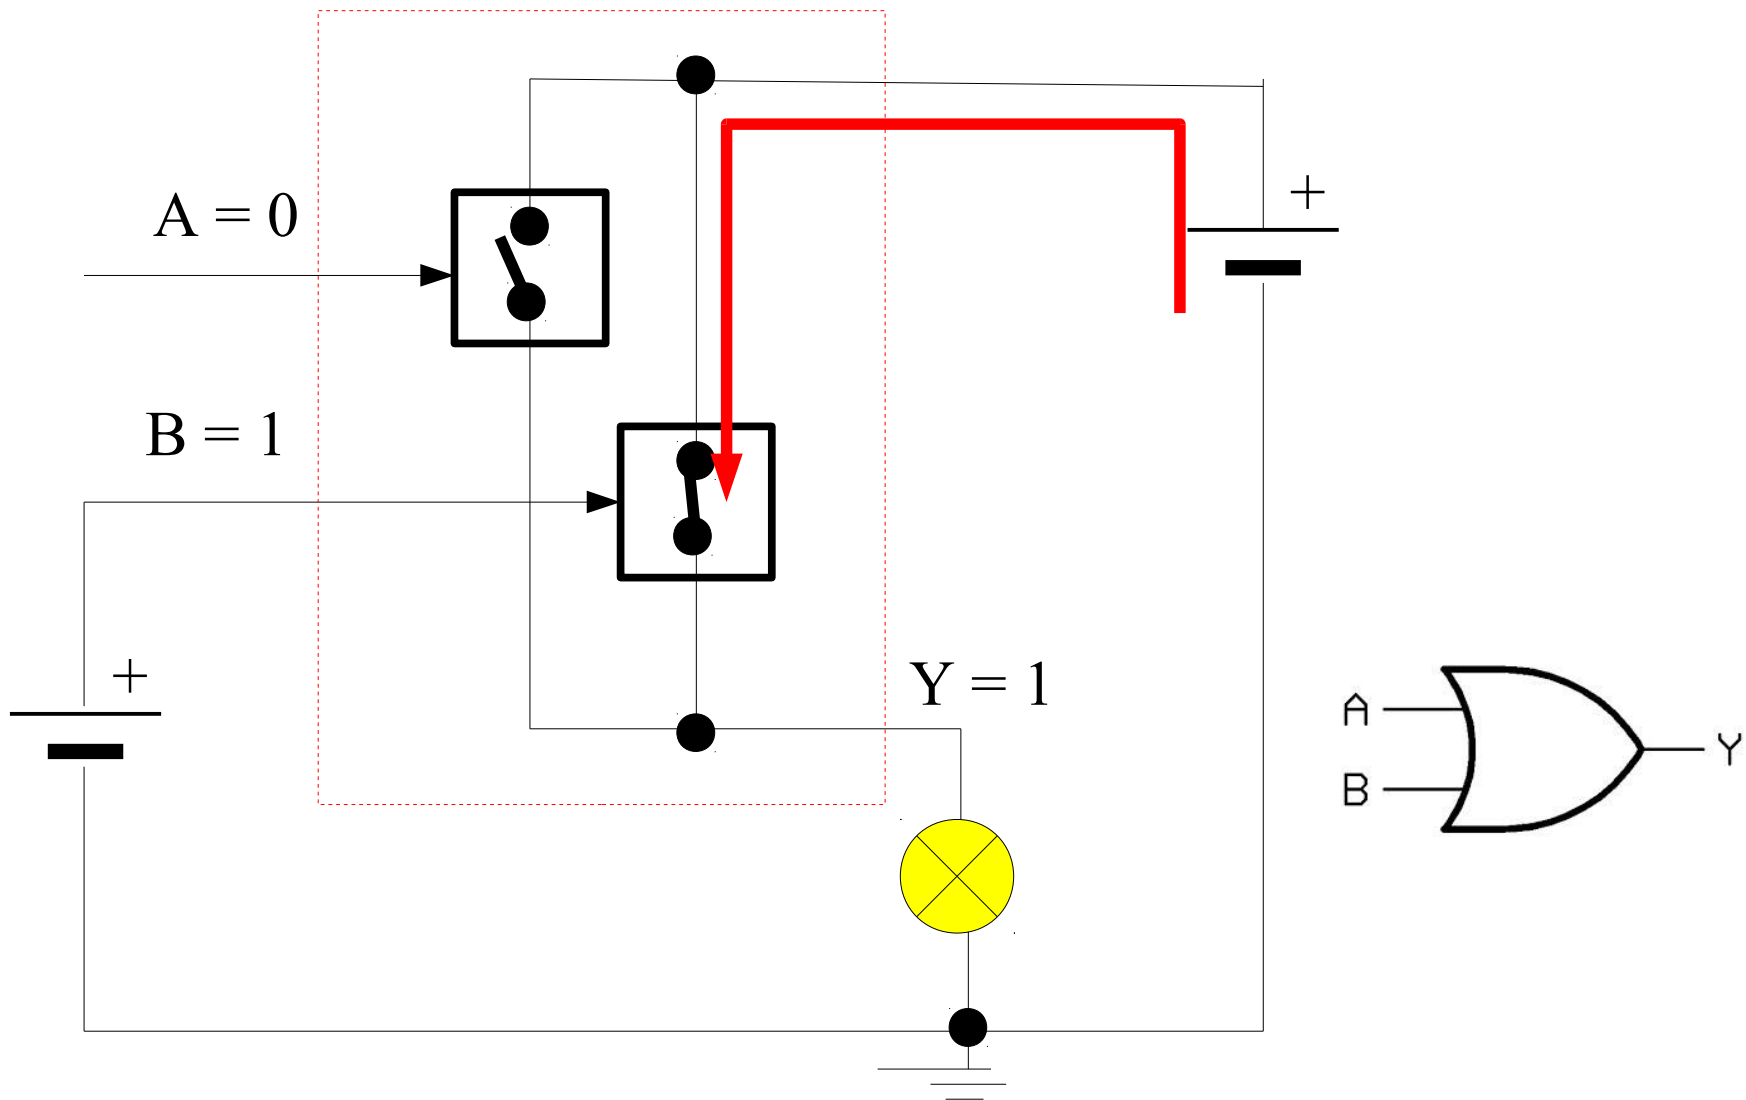 +
A = 0
B = 1
+
Y = 1
A
Y
B